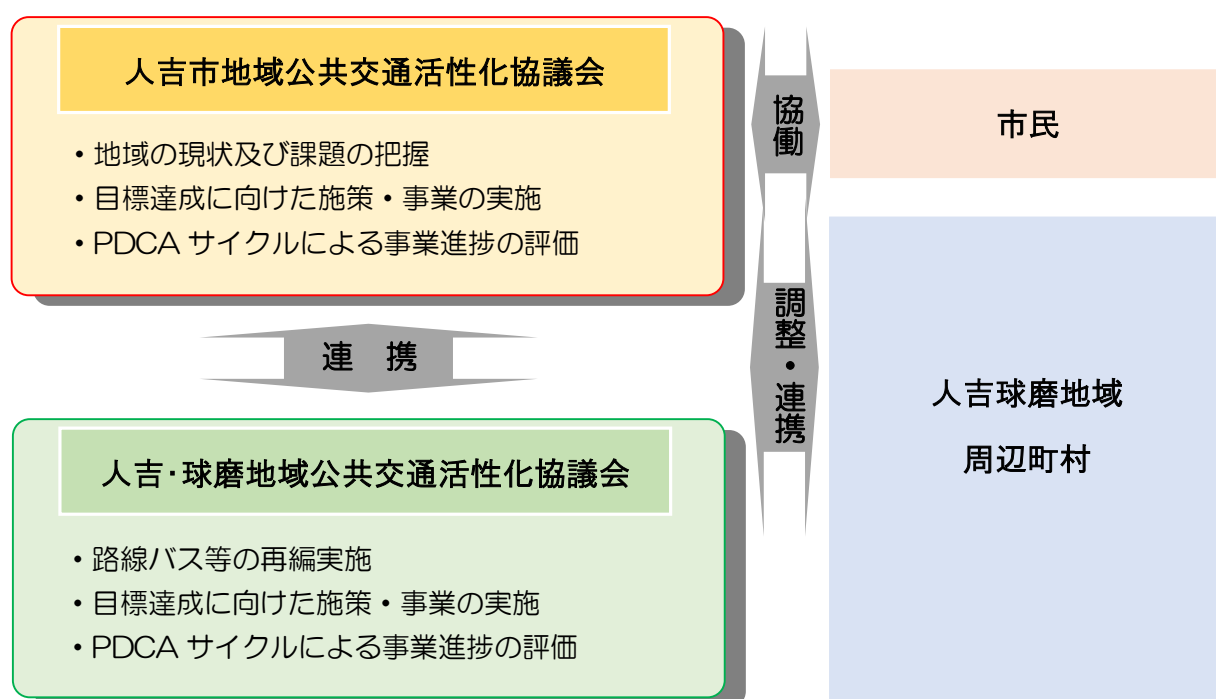 人吉市地域公共交通活性化協議会
・地域の現状及び課題の把握
・目標達成に向けた施策・事業の実施
・PDCA サイクルによる事業進捗の評価
協働
市民
連 携
調整・連携
人吉球磨地域
周辺町村
人吉・球磨地域公共交通活性化協議会
・路線バス等の再編実施
・目標達成に向けた施策・事業の実施
・PDCA サイクルによる事業進捗の評価